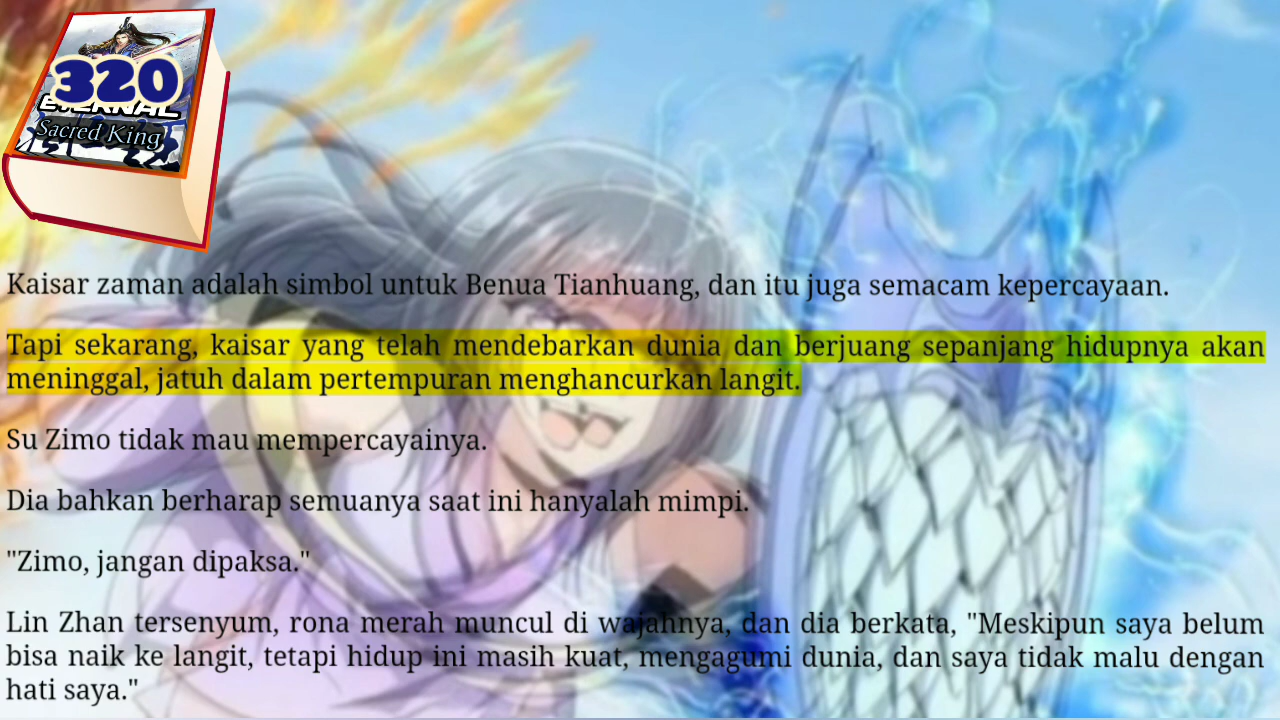 320
ETERNAL
Sacred King
Kaisar zaman adalah simbol untuk Benua Tianhuang, dan itu juga semacam kepercayaan.
Tapi sekarang, kaisar yang telah mendebarkan dunia dan berjuang sepanjang hidupnya akan
meninggal, jatuh dalam pertempuran menghancurkan langit.
Su Zimo tidak mau mempercayainya.
Dia bahkan berharap semuanya saat ini hanyalah mimpi.
"Zimo, jangan dipaksa."
Lin Zhan tersenyum, rona merah muncul di wajahnya, dan dia berkata, "Meskipun saya belum
bisa naik ke langit, tetapi hidup ini masih kuat, mengagumi dunia, dan saya tidak malu dengan
hati saya."